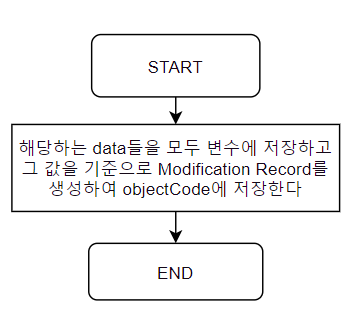 START
해당하는 data들을 모두 변수에 저장하고
그 값을 기준으로 Modification Record를
생성하여 objectCode에 저장한다
END